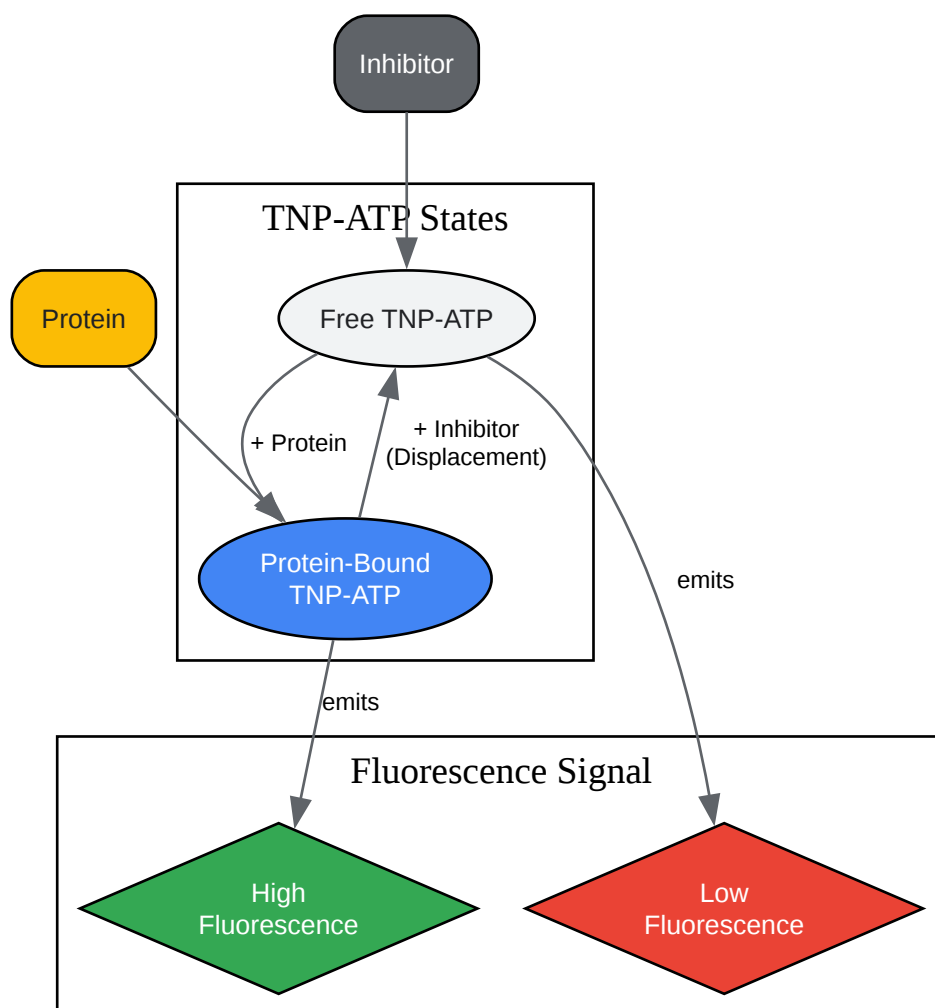 Inhibitor
TNP-ATP States
Protein
Free TNP-ATP
+ Protein
+ Inhibitor
(Displacement)
Protein-Bound
TNP-ATP
emits
emits
Fluorescence Signal
High
Fluorescence
Low
Fluorescence